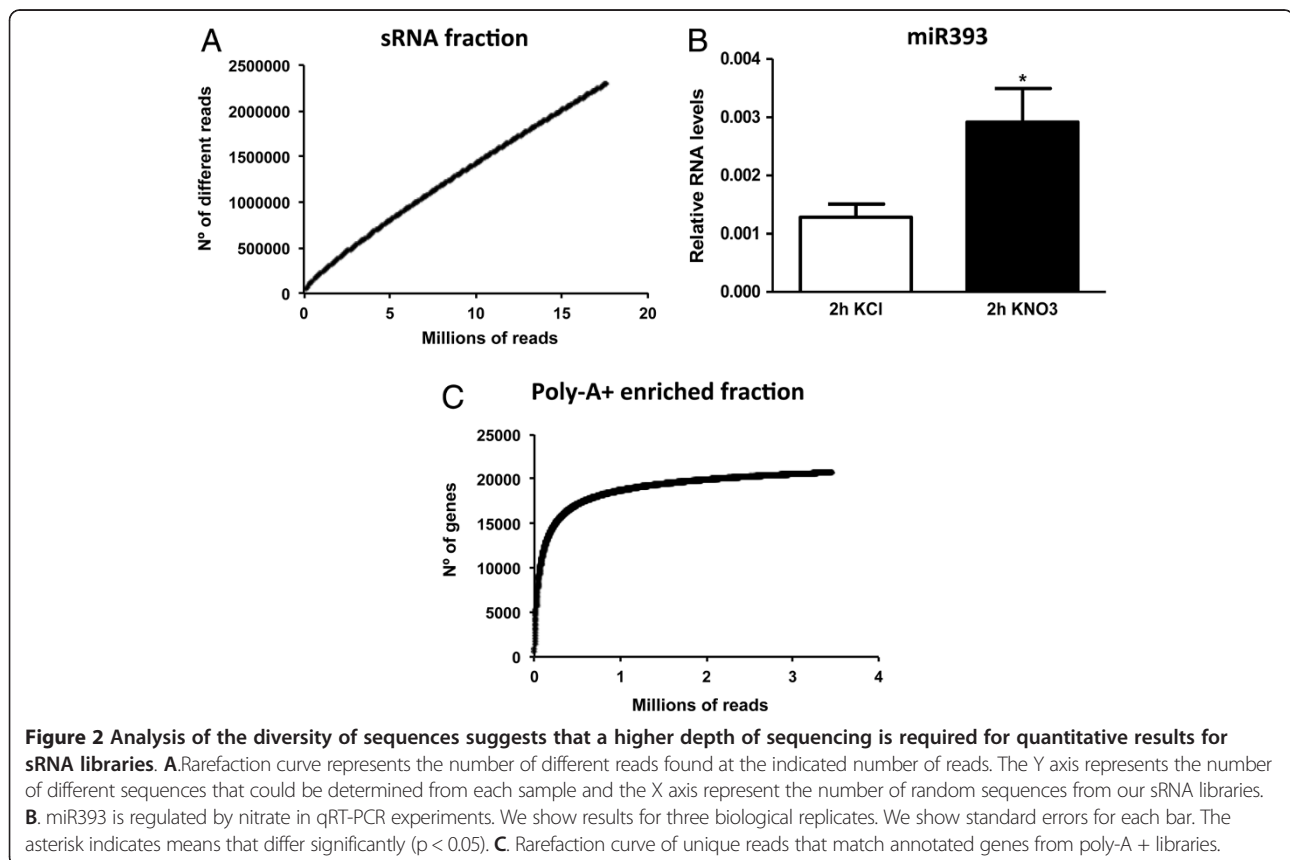 A
sRNA fraction
Nº of different reads
2500000
2000000
1500000
1000000
500000
0
0 5 10 15 20
Millions of reads
B
miR393
Relative RNA levels
0.004
0.003
0.002
0.001
0.000
*
2h KCl 2h KNO3
C
Poly-A+ enriched fraction
Nº of genes
25000
20000
15000
10000
5000
0
0 1 2 3 4
Millions of reads
Figure 2 Analysis of the diversity of sequences suggests that a higher depth of sequencing is required for quantitative results for
sRNA libraries. A.Rarefaction curve represents the number of different reads found at the indicated number of reads. The Y axis represents the number
of different sequences that could be determined from each sample and the X axis represent the number of random sequences from our sRNA libraries.
B. miR393 is regulated by nitrate in qRT-PCR experiments. We show results for three biological replicates. We show standard errors for each bar. The
asterisk indicates means that differ significantly (p < 0.05). C. Rarefaction curve of unique reads that match annotated genes from poly-A + libraries.